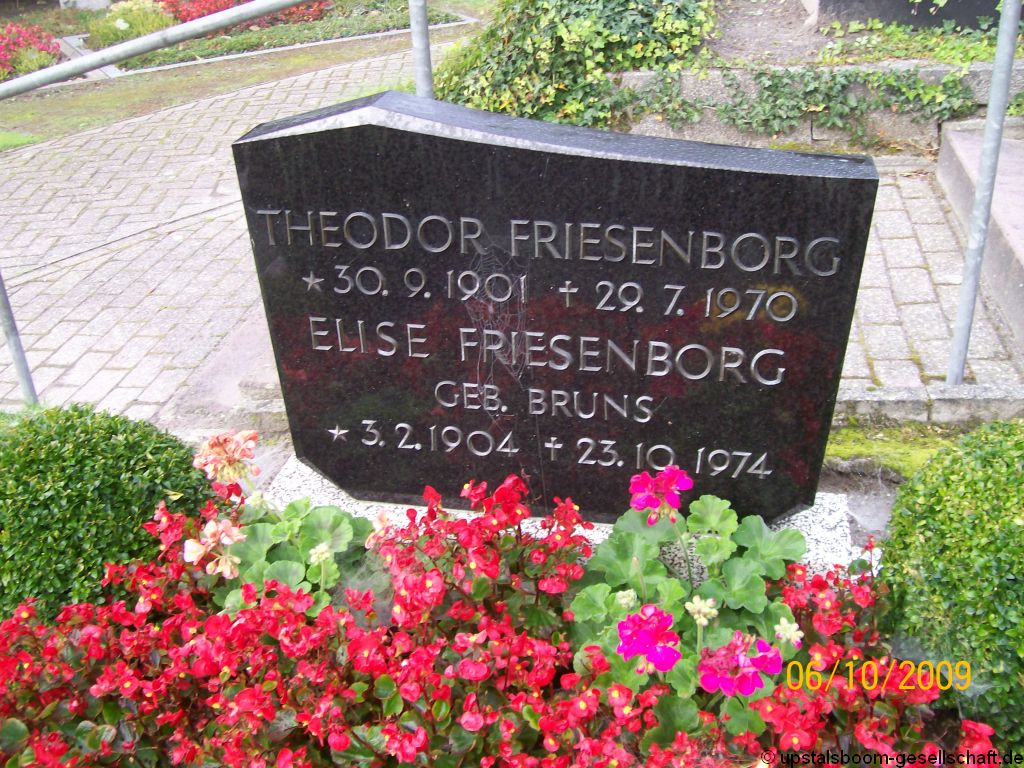 THEODOR FRIESENBORG
★ 30. 9. 1901 ✝ 29. 7. 1970
ELISE FRIESENBORG
GEB. BRUNS
★ 3. 2. 1904 ✝ 23. 10. 1974
06/10/2009
© upstalsboom-gesellschaft.de